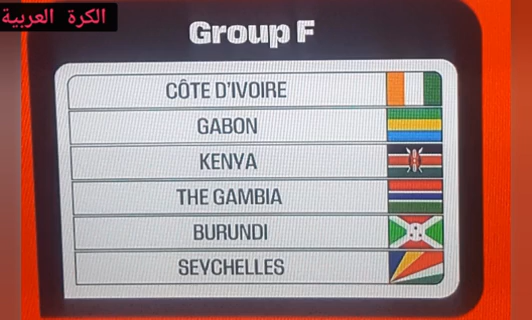 الكرة العربية
Group F
CÔTE D'IVOIRE
GABON
KENYA
THE GAMBIA
BURUNDI
SEYCHELLES